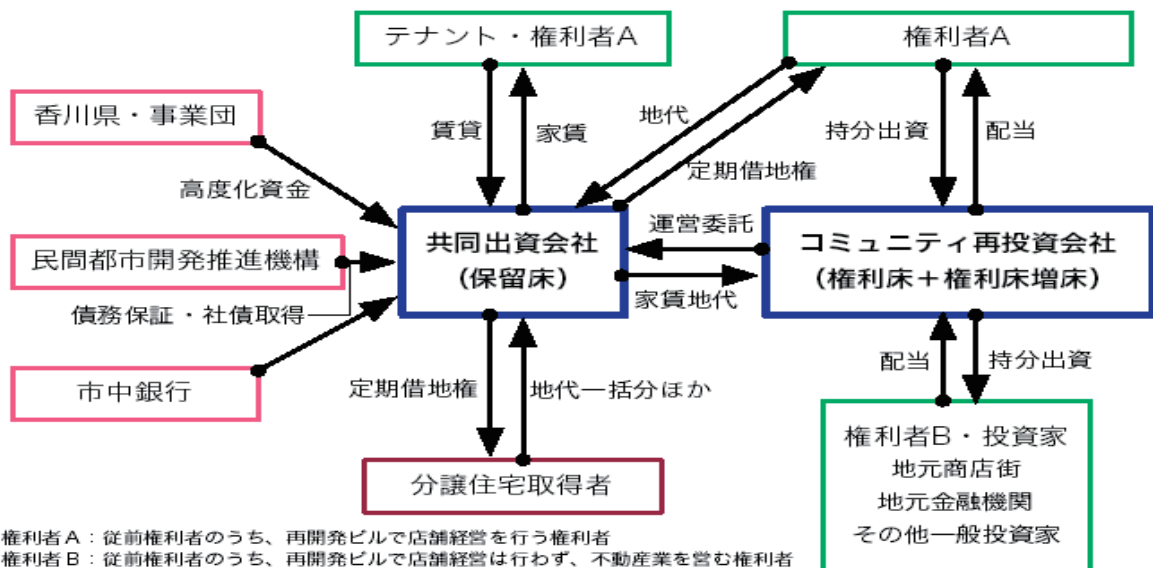 テナント・権利者A
権利者A
香川県・事業団
賃貸
家賃
地代
持分出資
配当
高度化資金
定期借地権
共同出資会社
(保留床)
運営委託
コミュニティ再投資会社
(権利床+権利床増床)
民間都市開発推進機構
家賃地代
債務保証・社債取得
市中銀行
定期借地権
地代一括分ほか
配当
持分出資
分譲住宅取得者
権利者B・投資家
地元商店街
地元金融機関
その他一般投資家
権利者A:従前権利者のうち、再開発ビルで店舗経営を行う権利者
権利者B:従前権利者のうち、再開発ビルで店舗経営は行わず、不動産業を営む権利者